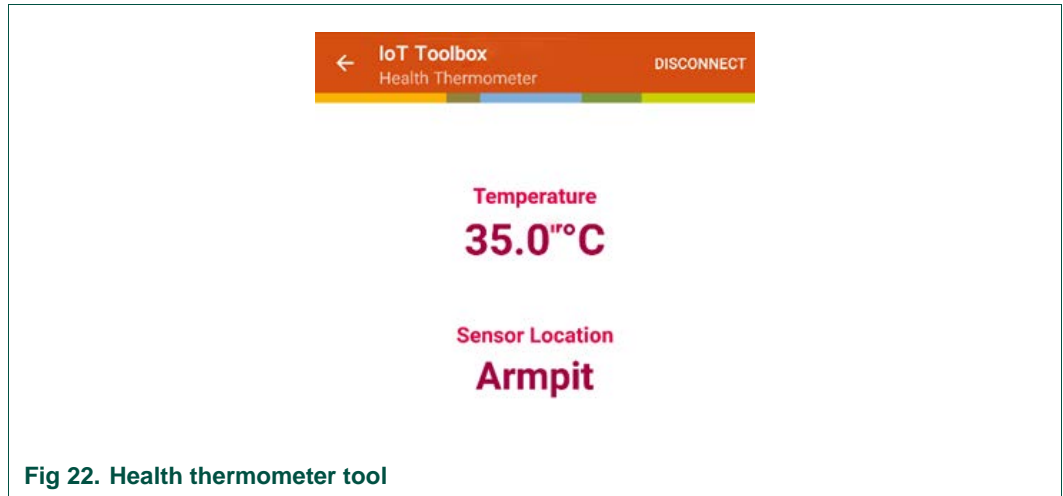 ← IoT Toolbox
Health Thermometer
DISCONNECT
Temperature
35.0°C
Sensor Location
Armpit
Fig 22. Health thermometer tool